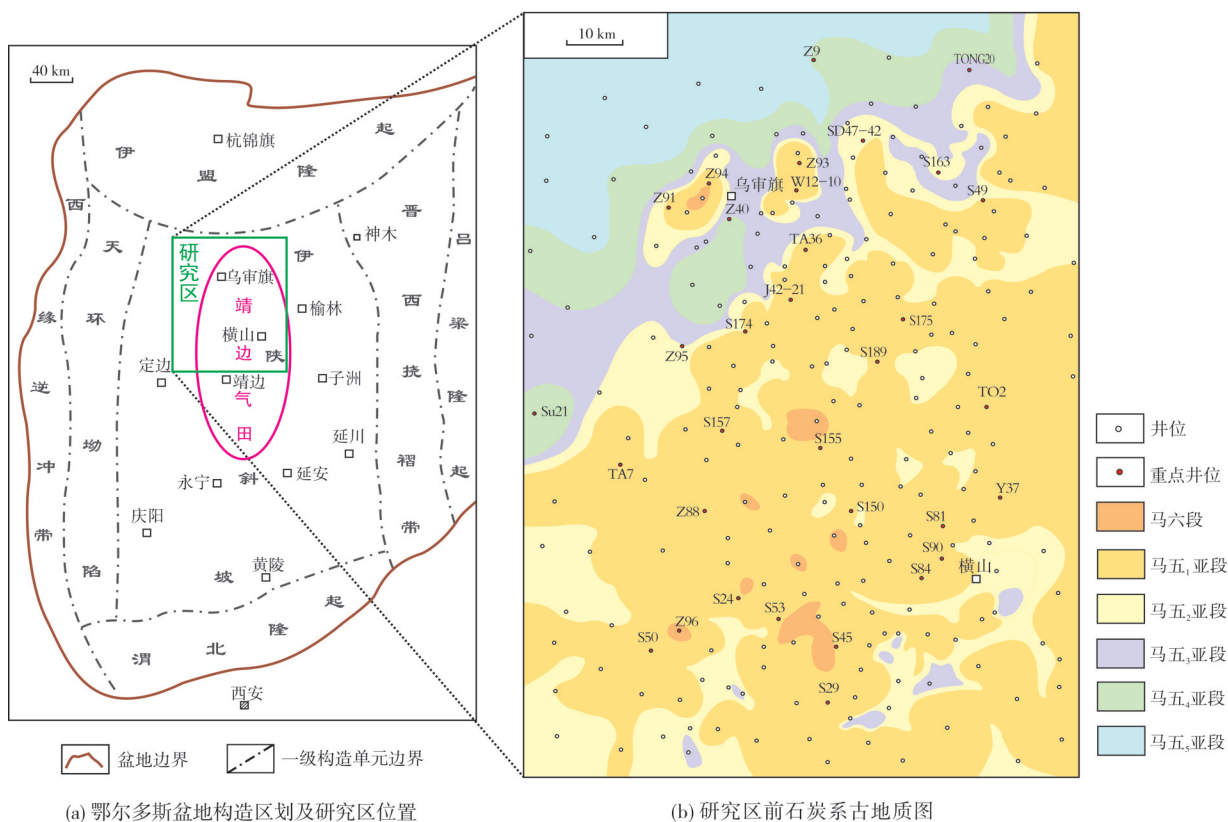 40 km
杭锦旗
伊盟隆起
西缘逆冲带
天环坳陷
伊陕斜坡
晋西挠褶带
吕梁隆起
渭北隆起
研究区
神木
乌审旗
榆林
靖边气田
横山
定边
靖边
子洲
延川
永宁
延安
庆阳
黄陵
西安
盆地边界
一级构造单元边界
(a) 鄂尔多斯盆地构造区划及研究区位置
10 km
Z9
TONG20
SD47-42
Z93
S163
Z94
乌审旗
W12-10
Z91
S49
Z40
TA36
J42-21
S174
S175
Z95
S189
TO2
Su21
S157
S155
TA7
Y37
Z88
S150
S81
S90
S84
横山
S24
S53
Z96
S50
S45
S29
井位
重点井位
马六段
马五₁亚段
马五₂亚段
马五₃亚段
马五₄亚段
马五₅亚段
(b) 研究区前石炭系古地质图